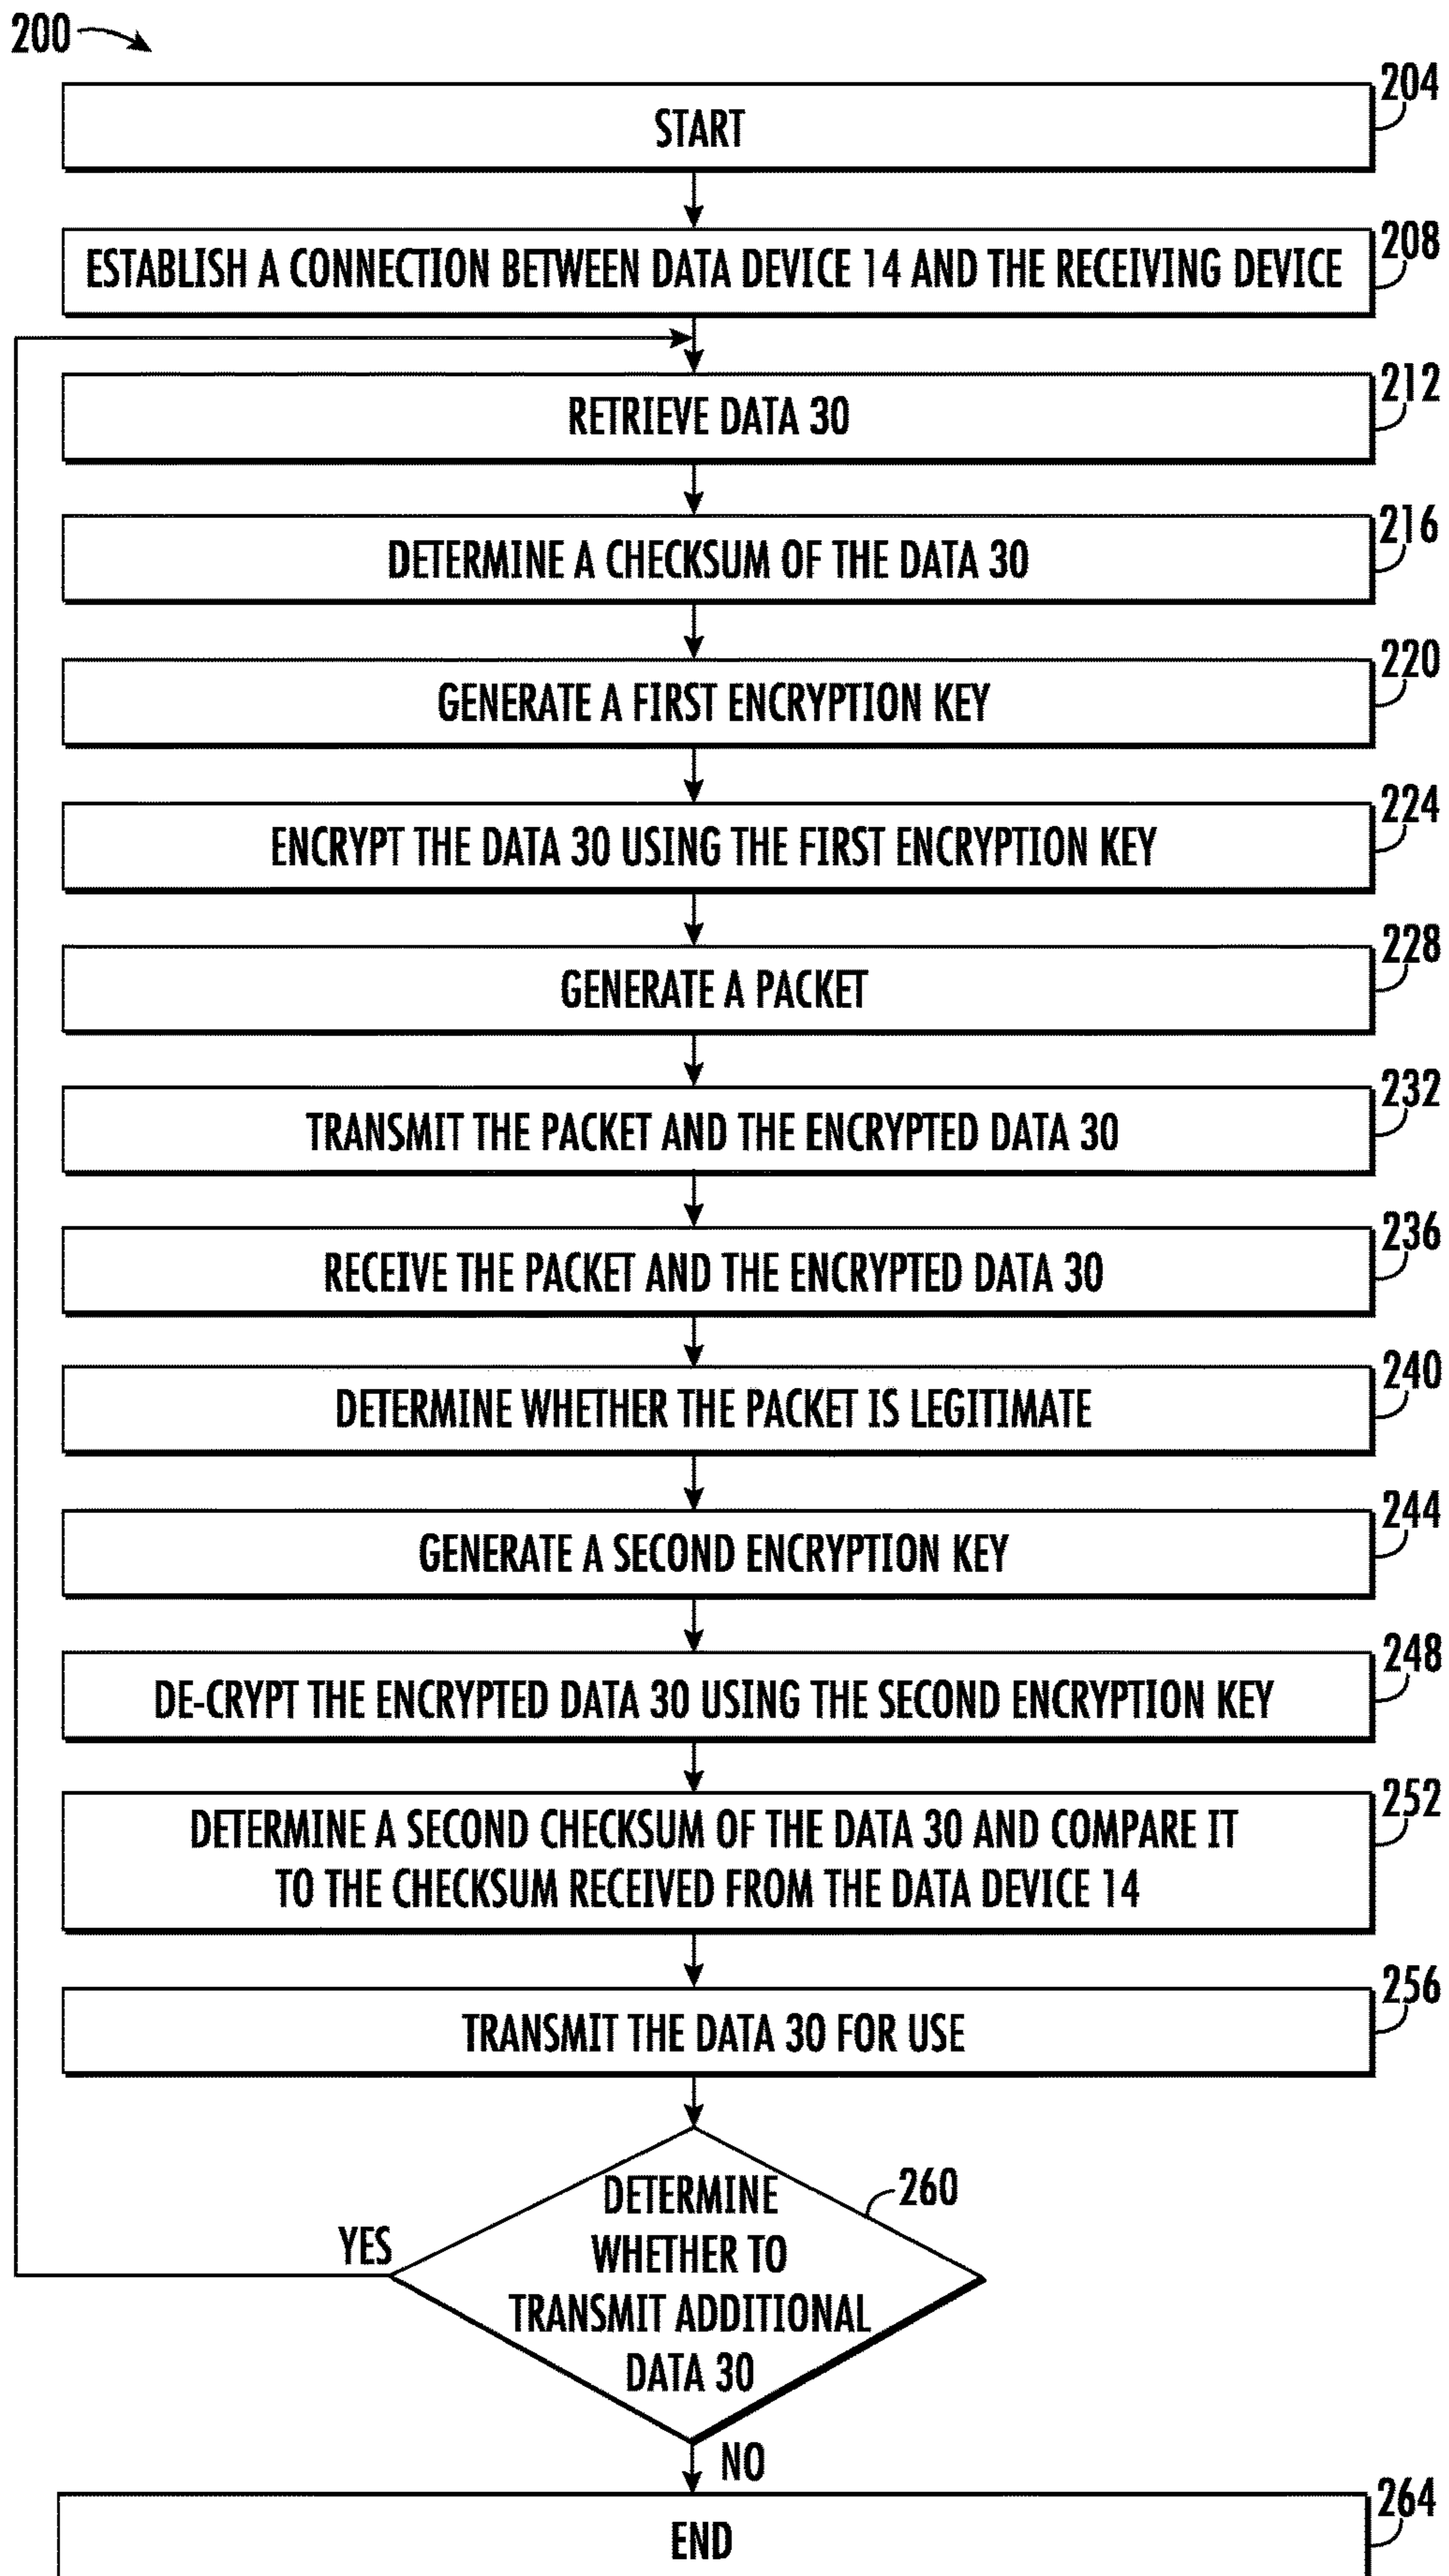 200
204
START
208
ESTABLISH A CONNECTION BETWEEN DATA DEVICE 14 AND THE RECEIVING DEVICE
212
RETRIEVE DATA 30
216
DETERMINE A CHECKSUM OF THE DATA 30
220
GENERATE A FIRST ENCRYPTION KEY
224
ENCRYPT THE DATA 30 USING THE FIRST ENCRYPTION KEY
228
GENERATE A PACKET
232
TRANSMIT THE PACKET AND THE ENCRYPTED DATA 30
236
RECEIVE THE PACKET AND THE ENCRYPTED DATA 30
240
DETERMINE WHETHER THE PACKET IS LEGITIMATE
244
GENERATE A SECOND ENCRYPTION KEY
248
DE-CRYPT THE ENCRYPTED DATA 30 USING THE SECOND ENCRYPTION KEY
252
DETERMINE A SECOND CHECKSUM OF THE DATA 30 AND COMPARE IT
TO THE CHECKSUM RECEIVED FROM THE DATA DEVICE 14
256
TRANSMIT THE DATA 30 FOR USE
260
DETERMINE
WHETHER TO
TRANSMIT ADDITIONAL
DATA 30
YES
NO
264
END